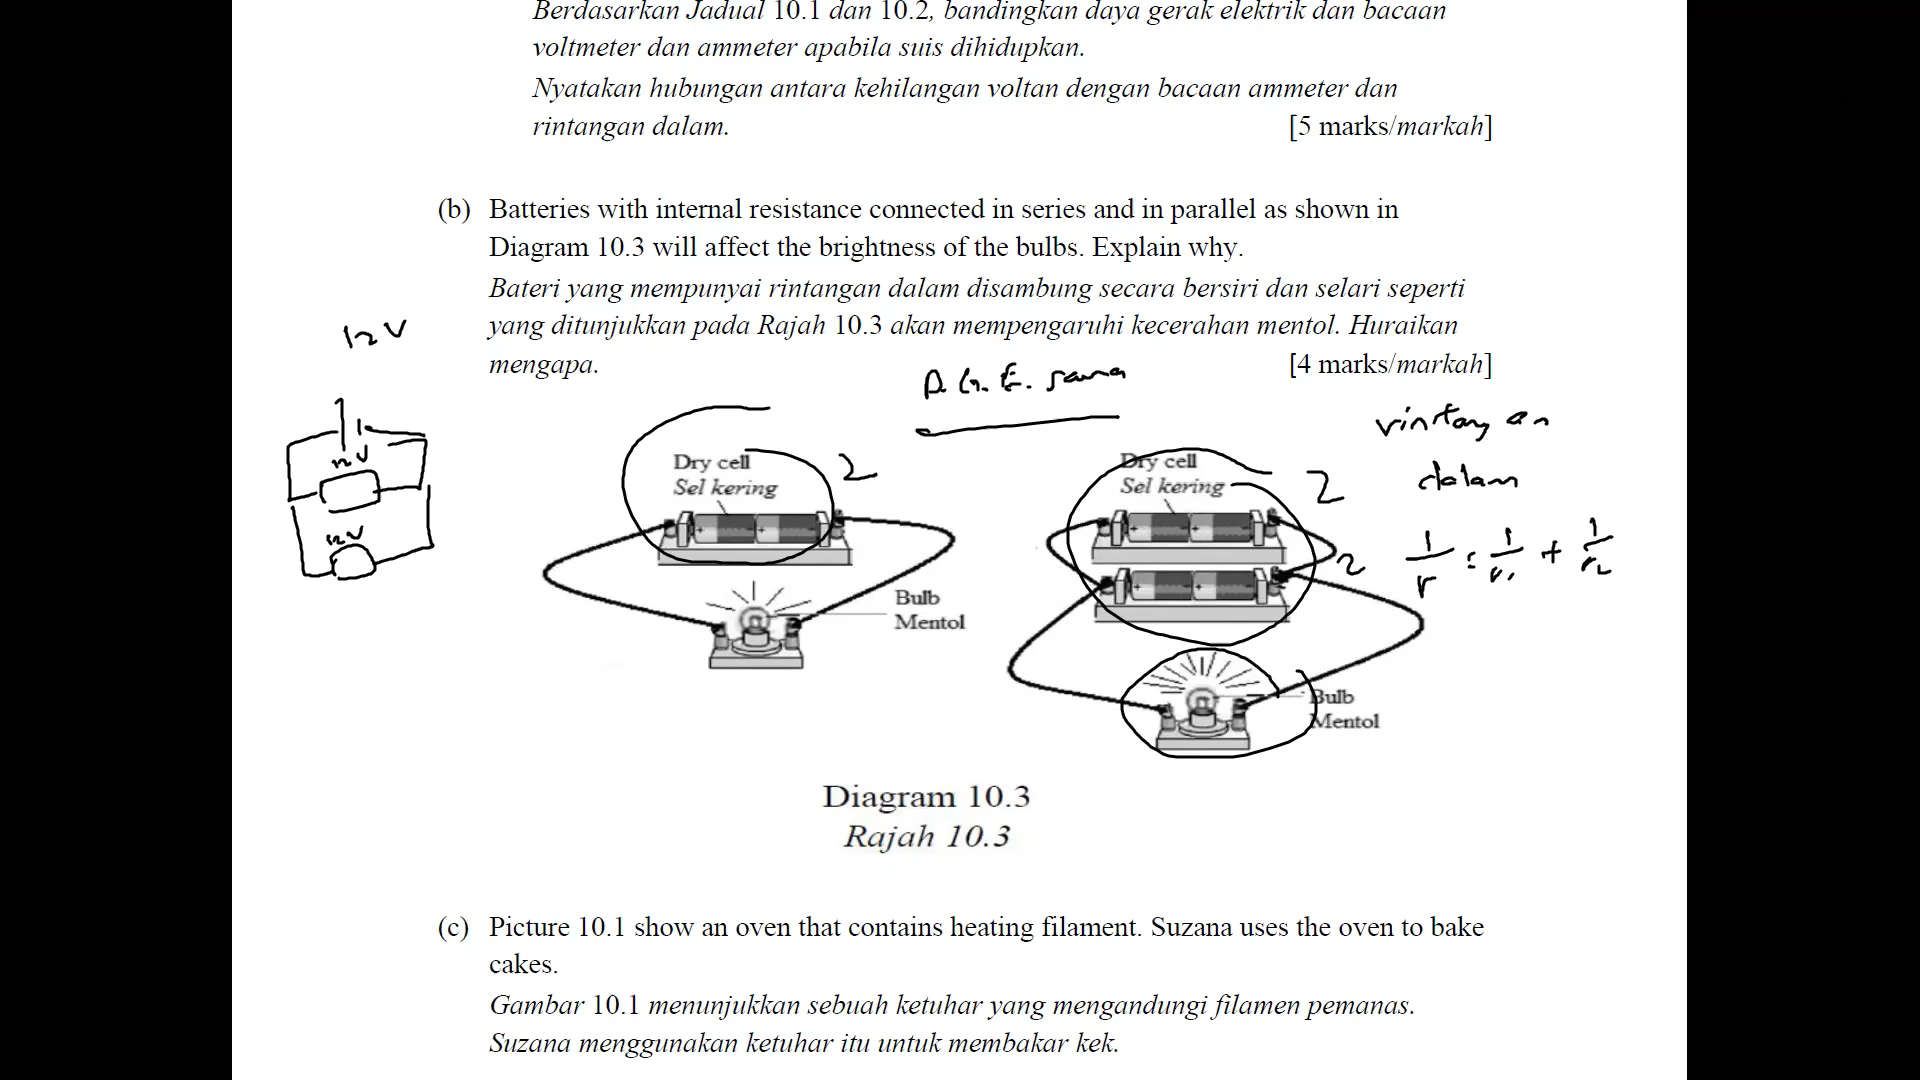 Berdasarkan Jadual 10.1 dan 10.2, bandingkan daya gerak elektrik dan bacaan
voltmeter dan ammeter apabila suis dihidupkan.
Nyatakan hubungan antara kehilangan voltan dengan bacaan ammeter dan
rintangan dalam. [5 marks/markah]
(b) Batteries with internal resistance connected in series and in parallel as shown in
Diagram 10.3 will affect the brightness of the bulbs. Explain why.
Bateri yang mempunyai rintangan dalam disambung secara bersiri dan selari seperti
yang ditunjukkan pada Rajah 10.3 akan mempengaruhi kecerahan mentol. Huraikan
mengapa. [4 marks/markah]
12 V
12V
12V
D.G.E. sama
Dry cell
Sel kering
2
Bulb
Mentol
Dry cell
Sel kering
2
2
rintangan
dalam
1/r = 1/r1 + 1/r2
Bulb
Mentol
Diagram 10.3
Rajah 10.3
(c) Picture 10.1 show an oven that contains heating filament. Suzana uses the oven to bake
cakes.
Gambar 10.1 menunjukkan sebuah ketuhar yang mengandungi filamen pemanas.
Suzana menggunakan ketuhar itu untuk membakar kek.